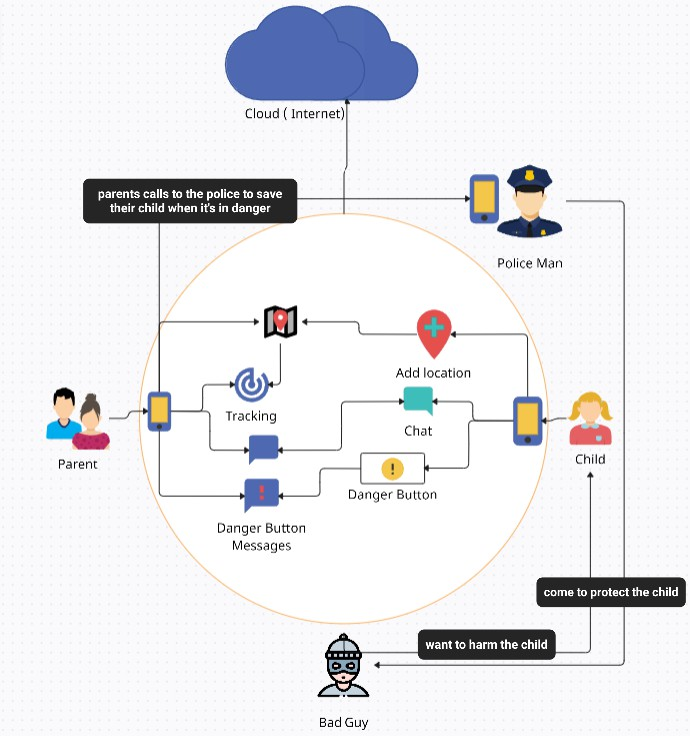 Cloud ( Internet)
parents calls to the police to save
their child when it's in danger
Police Man
Add location
Tracking
Chat
Parent
Child
!
Danger Button
!
Danger Button
Messages
come to protect the child
want to harm the child
Bad Guy